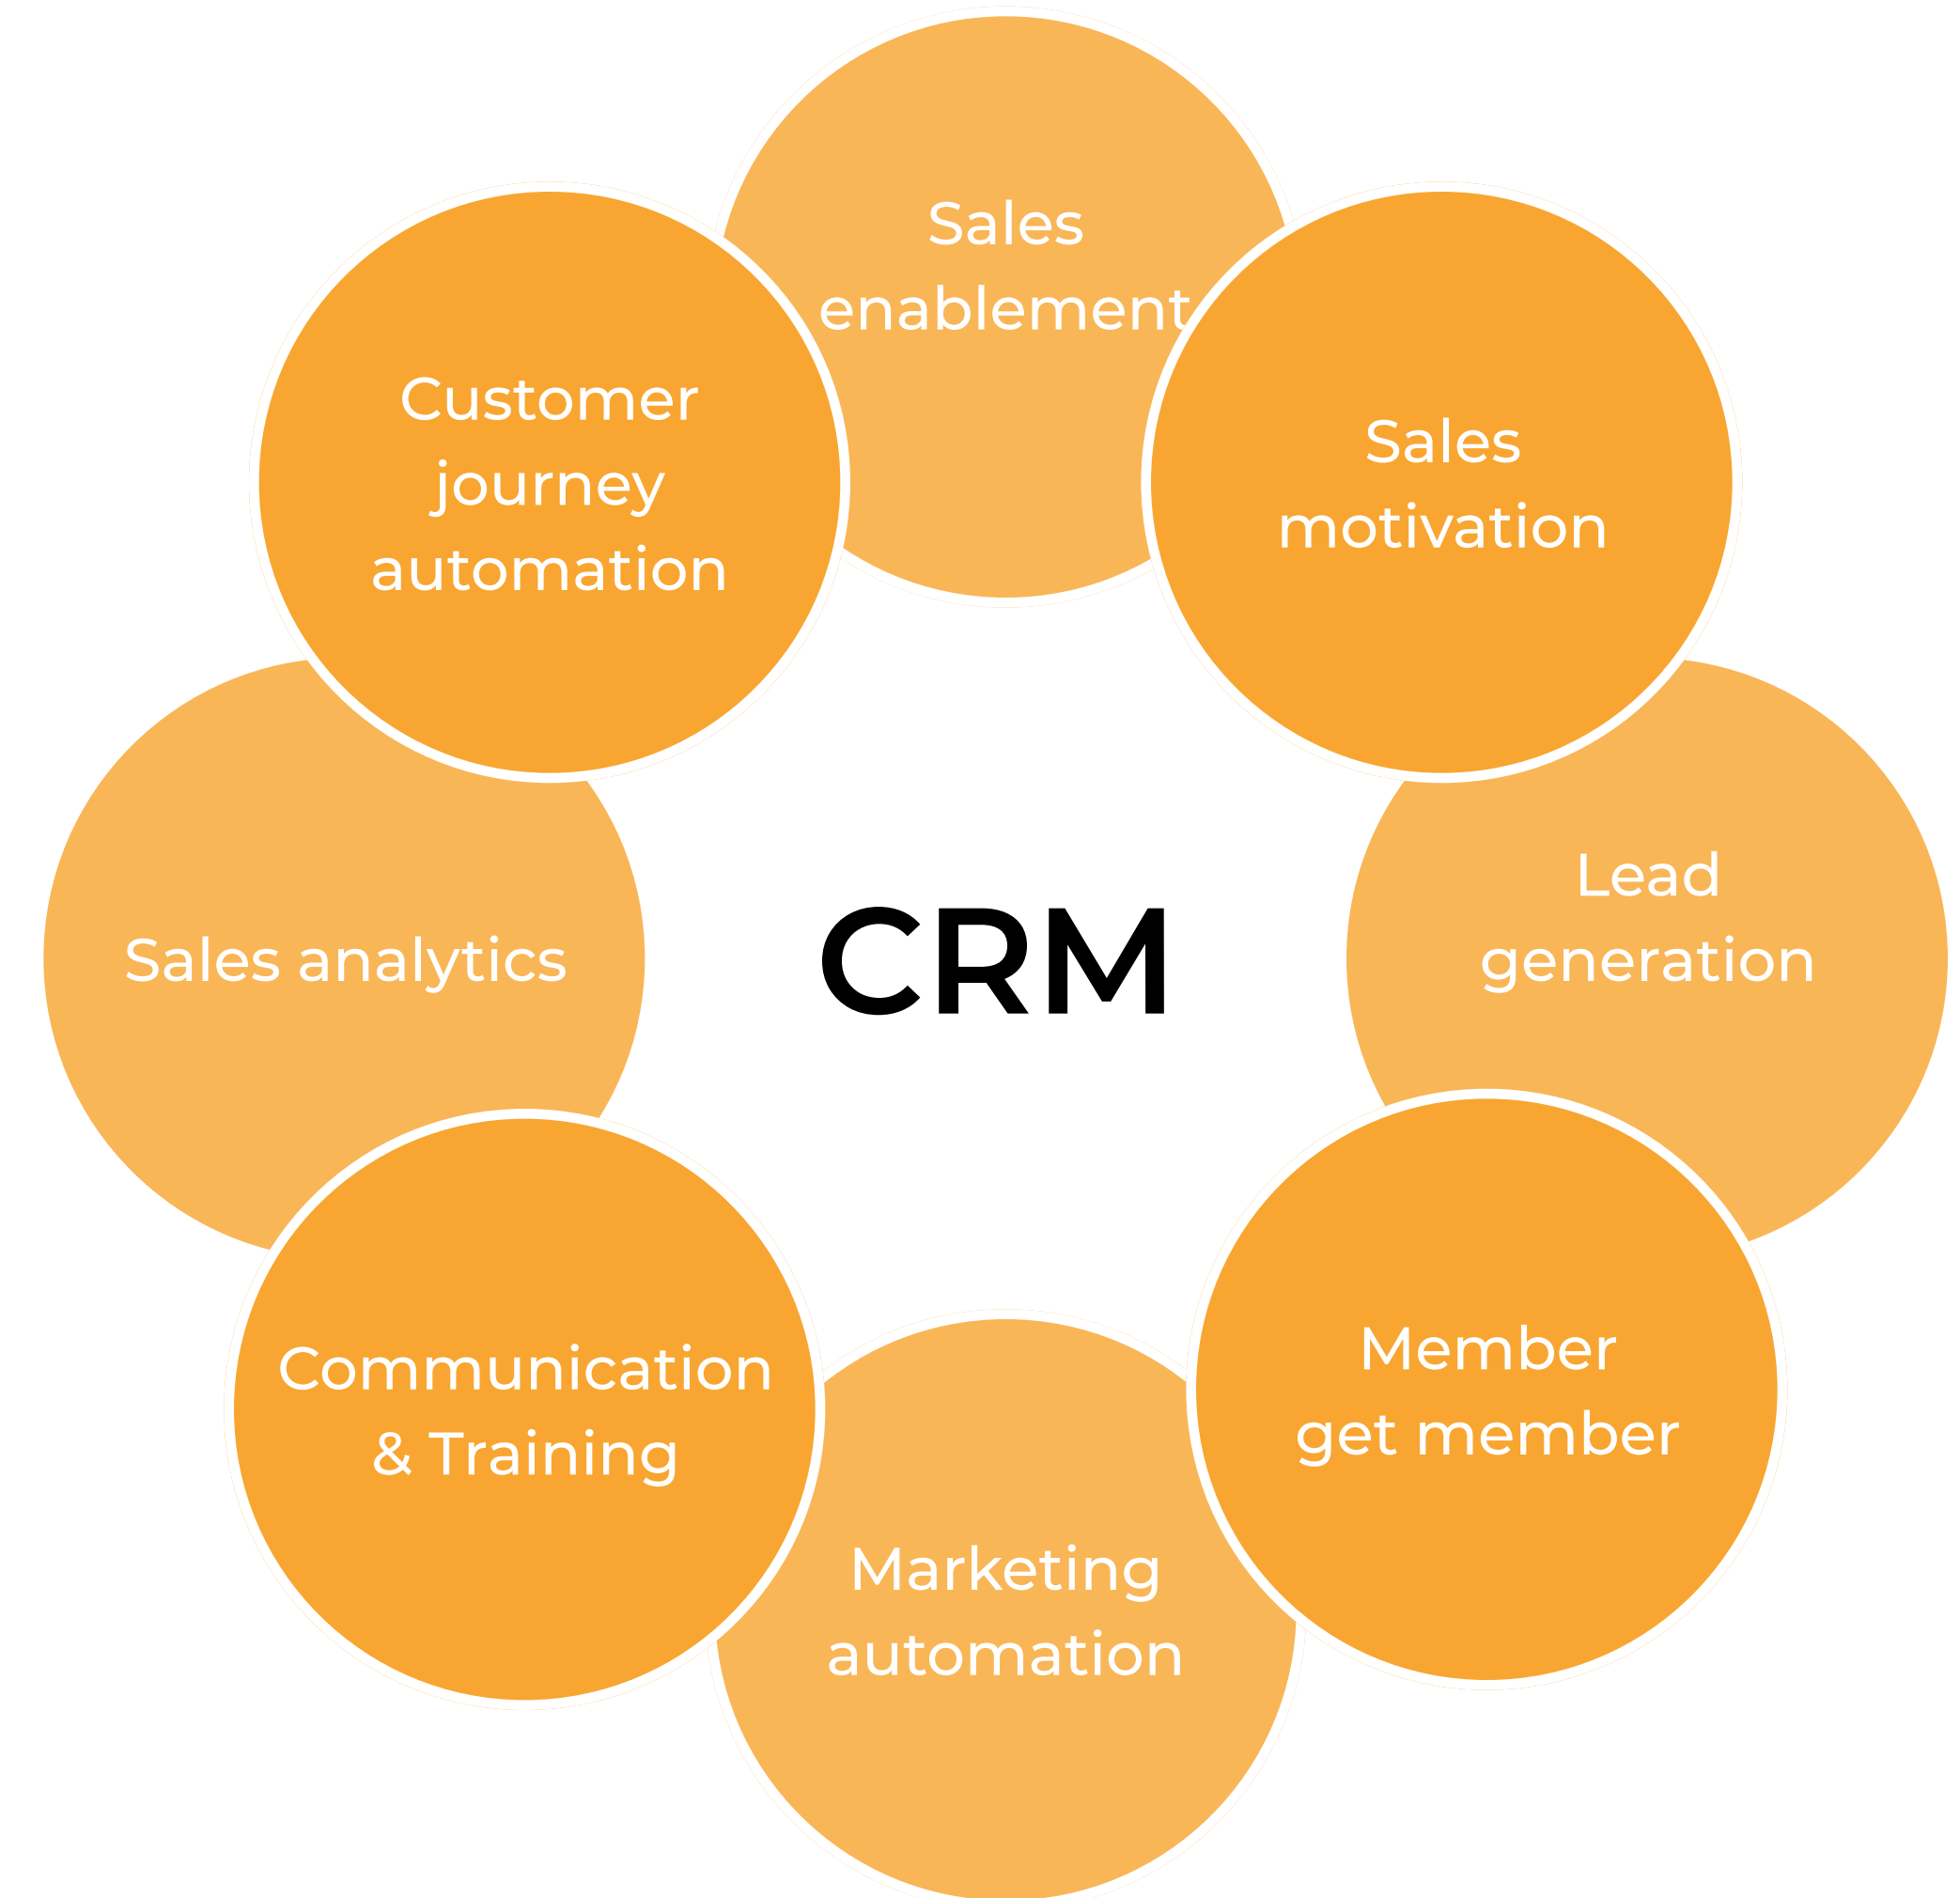 Sales
enablement
Customer
journey
automation
Sales
motivation
Sales analytics
CRM
Lead
generation
Communication
& Training
Member
get member
Marketing
automation